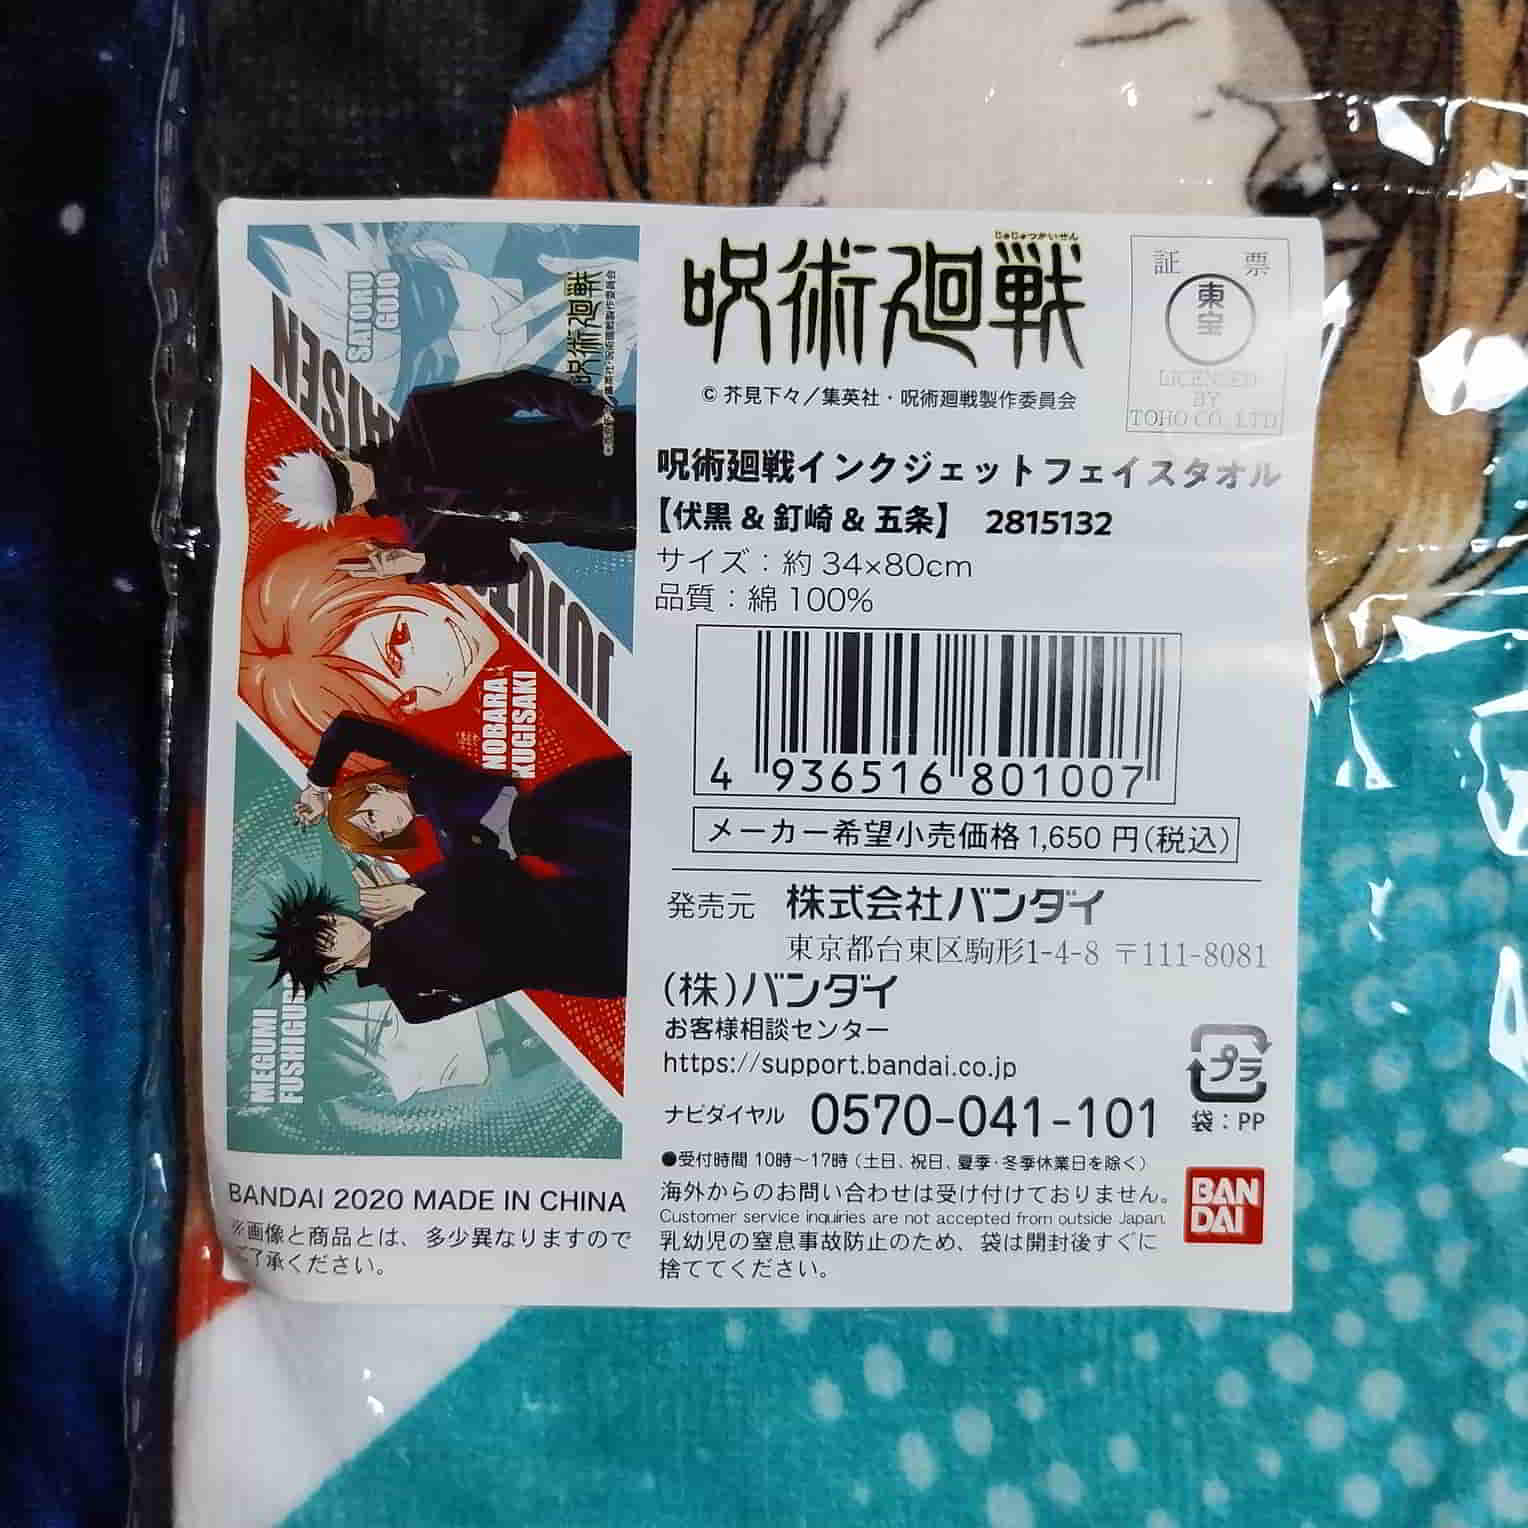 SATORU
GOJO
呪術廻戦
KAISEN
JUJUTSU
NOBARA
KUGISAKI
MEGUMI
FUSHIGURO
BANDAI 2020 MADE IN CHINA
※画像と商品とは、多少異なりますので
ご了承ください。
じゅじゅつかいせん
呪術廻戦
© 芥見下々／集英社・呪術廻戦製作委員会
証 票
東宝
LICENSED
BY
TOHO CO., LTD
呪術廻戦インクジェットフェイスタオル
【伏黒 & 釘崎 & 五条】 2815132
サイズ：約 34×80cm
品質：綿 100%
4 936516 801007
メーカー希望小売価格 1,650 円(税込)
発売元 株式会社バンダイ
東京都台東区駒形1-4-8 〒111-8081
(株)バンダイ
お客様相談センター
https://support.bandai.co.jp
ナビダイヤル 0570-041-101
プラ
袋：PP
●受付時間 10時～17時（土日、祝日、夏季・冬季休業日を除く）
海外からのお問い合わせは受け付けておりません。
Customer service inquiries are not accepted from outside Japan.
乳幼児の窒息事故防止のため、袋は開封後すぐに
捨ててください。
BAN
DAI